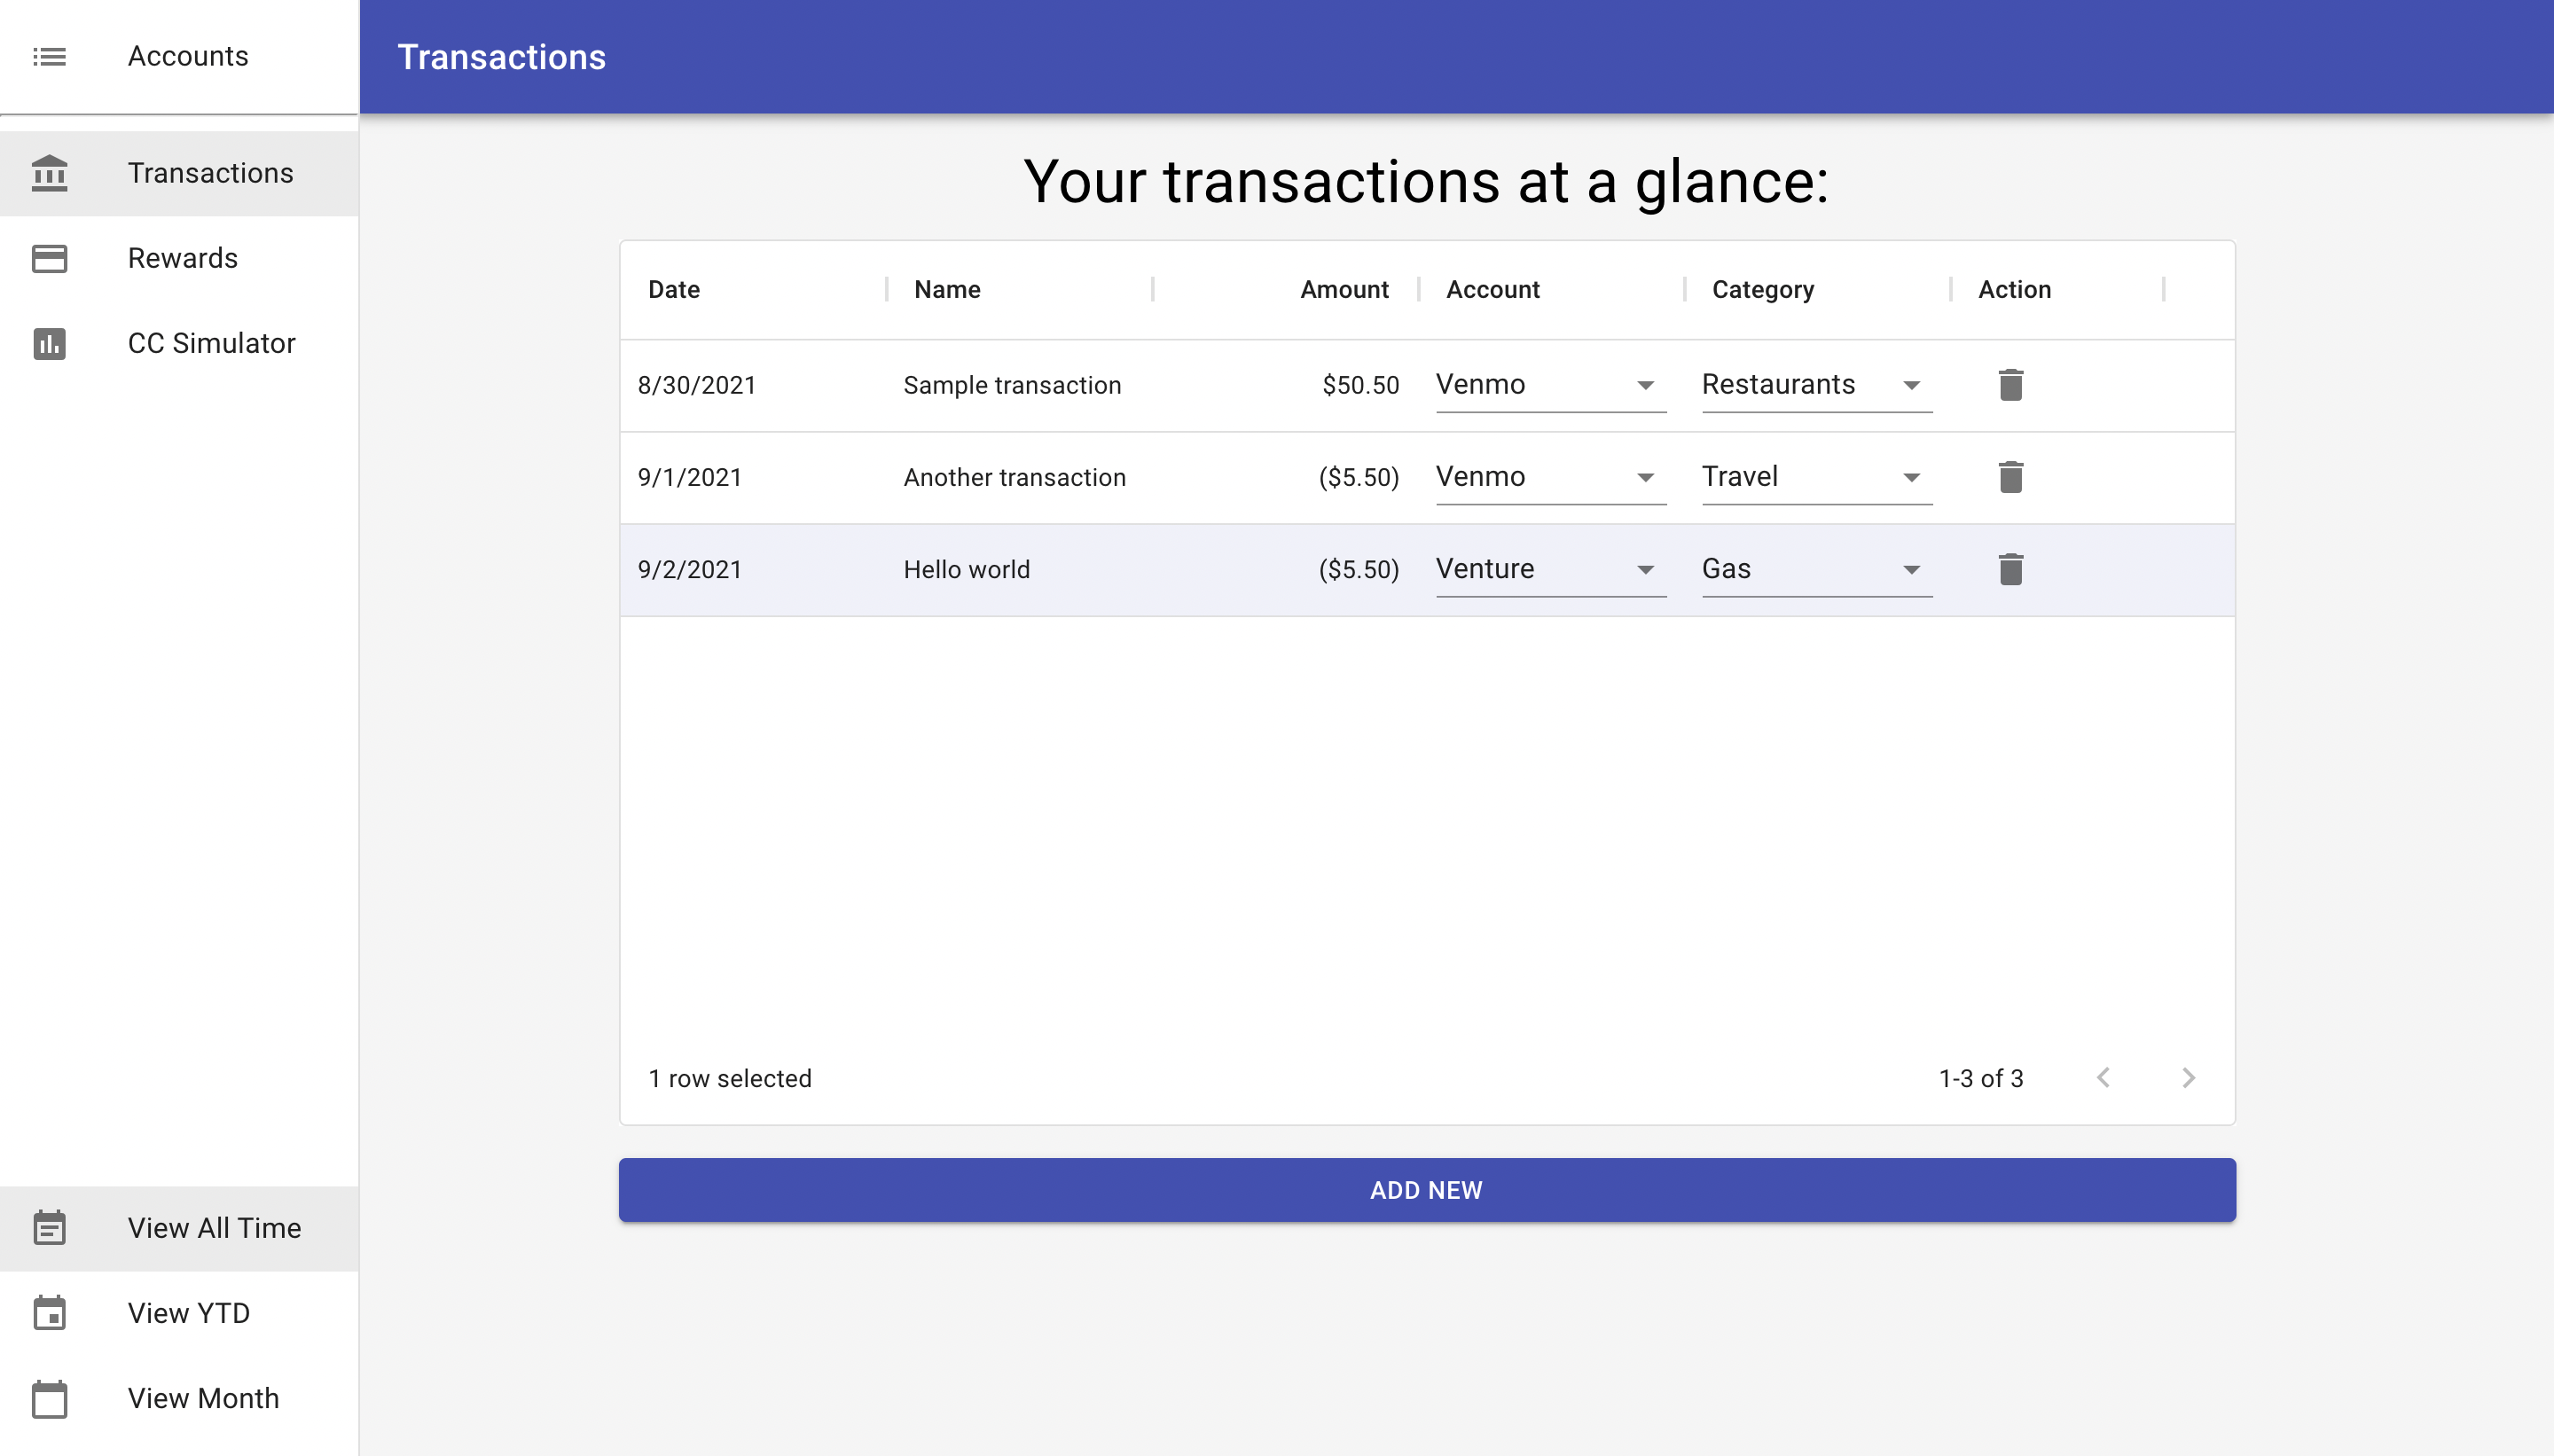 Accounts
Transactions
Transactions
Rewards
CC Simulator
Your transactions at a glance:
Date Name Amount Account Category Action
8/30/2021 Sample transaction $50.50 Venmo Restaurants
9/1/2021 Another transaction ($5.50) Venmo Travel
9/2/2021 Hello world ($5.50) Venture Gas
1 row selected 1-3 of 3
ADD NEW
View All Time
View YTD
View Month